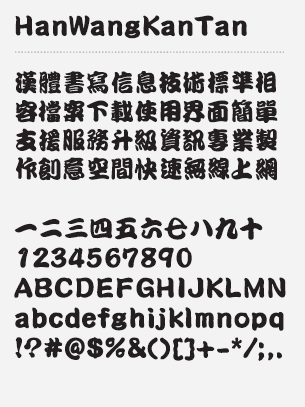 HanWangKanTan
漢體書寫信息技術標準相
容檔案下載使用界面簡單
支援服務升級資訊專業製
作創意空間快速無線上網
一二三四五六七八九十
1234567890
ABCDEFGHIJKLMN
abcdefghijklmnopq
!?#@$%&()[]+-*/;,.